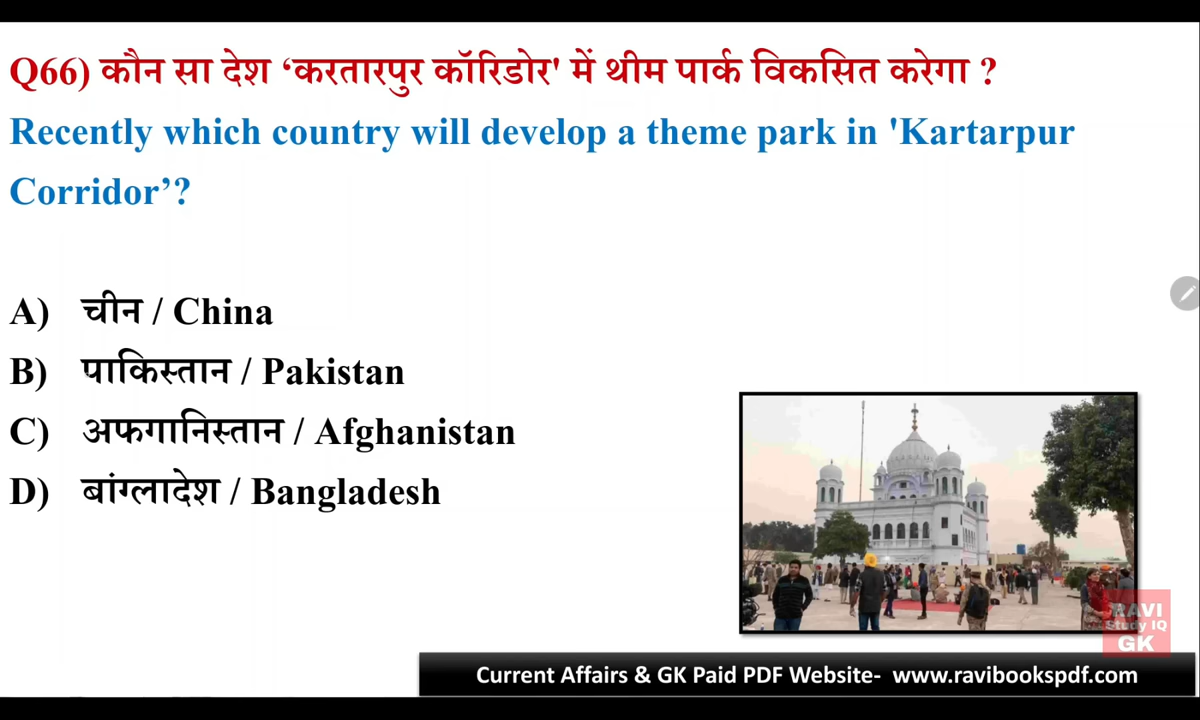 Q66) कौन सा देश ‘करतारपुर कॉरिडोर' में थीम पार्क विकसित करेगा ?
Recently which country will develop a theme park in 'Kartarpur
Corridor’?
A) चीन / China
B) पाकिस्तान / Pakistan
C) अफगानिस्तान / Afghanistan
D) बांग्लादेश / Bangladesh
RAVI
Study IQ
GK
Current Affairs & GK Paid PDF Website- www.ravibookspdf.com